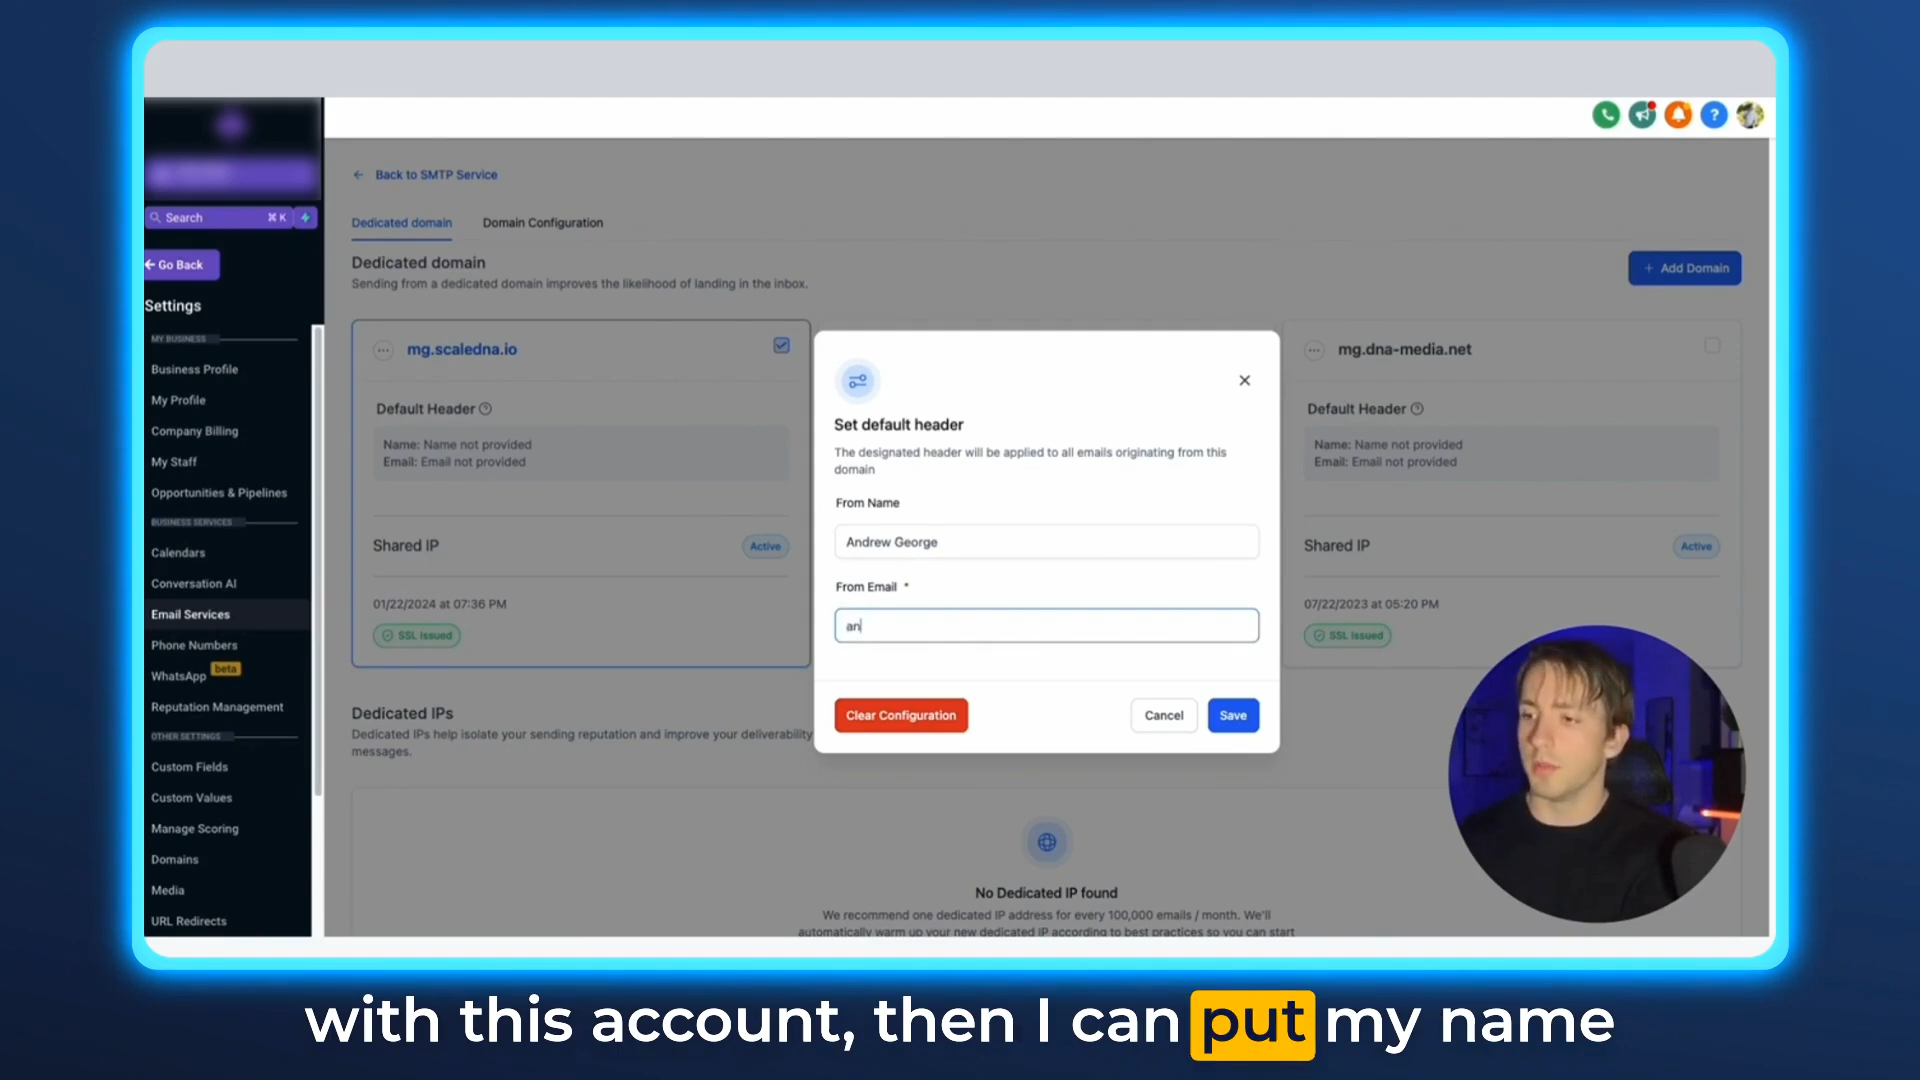 Search ⌘ K
Go Back
Settings
MY BUSINESS
Business Profile
My Profile
Company Billing
My Staff
Opportunities & Pipelines
BUSINESS SERVICES
Calendars
Conversation AI
Email Services
Phone Numbers
WhatsApp beta
Reputation Management
OTHER SETTINGS
Custom Fields
Custom Values
Manage Scoring
Domains
Media
URL Redirects
Back to SMTP Service
Dedicated domain Domain Configuration
Dedicated domain
Sending from a dedicated domain improves the likelihood of landing in the inbox.
+ Add Domain
mg.scaledna.io
Default Header
Name: Name not provided
Email: Email not provided
Shared IP Active
01/22/2024 at 07:36 PM
SSL issued
Set default header
The designated header will be applied to all emails originating from this
domain
From Name
Andrew George
From Email *
an
Clear Configuration Cancel Save
mg.dna-media.net
Default Header
Name: Name not provided
Email: Email not provided
Shared IP Active
07/22/2023 at 05:20 PM
SSL issued
Dedicated IPs
Dedicated IPs help isolate your sending reputation and improve your deliverability
messages.
No Dedicated IP found
We recommend one dedicated IP address for every 100,000 emails / month. We'll
automatically warm up your new dedicated IP according to best practices so you can start
with this account, then I can put my name